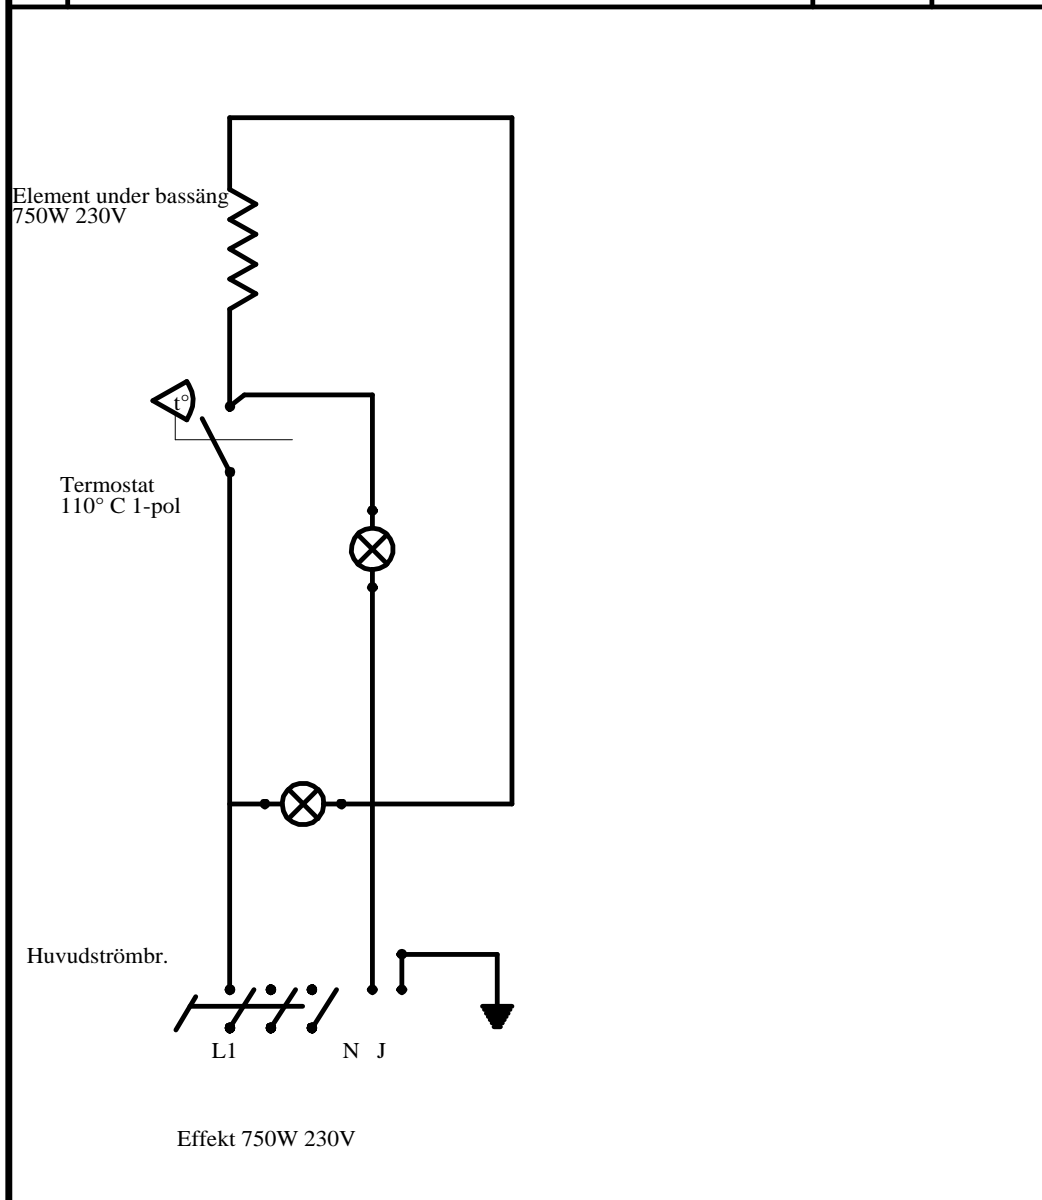 Element under bassäng
750W 230V
t°
Termostat
110° C 1-pol
Huvudströmbr.
L1 N J
Effekt 750W 230V